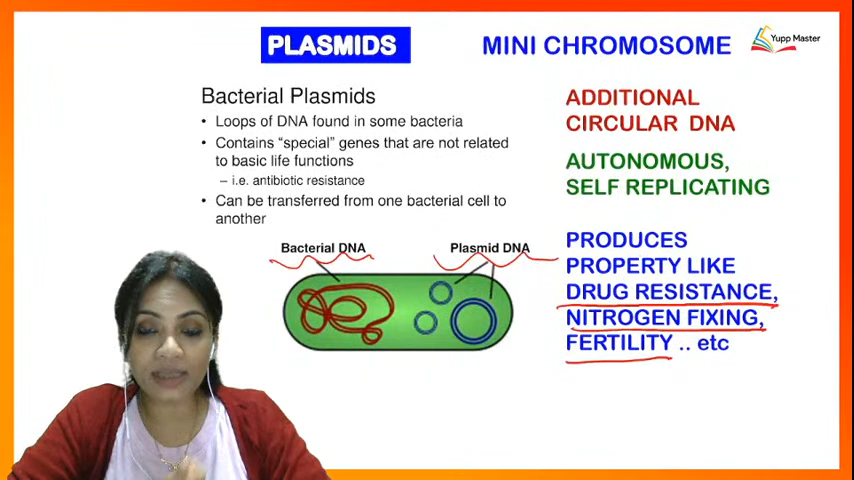 PLASMIDS
MINI CHROMOSOME
Yupp Master
Bacterial Plasmids
• Loops of DNA found in some bacteria
• Contains “special” genes that are not related
to basic life functions
– i.e. antibiotic resistance
• Can be transferred from one bacterial cell to
another
Bacterial DNA
Plasmid DNA
ADDITIONAL
CIRCULAR DNA
AUTONOMOUS,
SELF REPLICATING
PRODUCES
PROPERTY LIKE
DRUG RESISTANCE,
NITROGEN FIXING,
FERTILITY .. etc